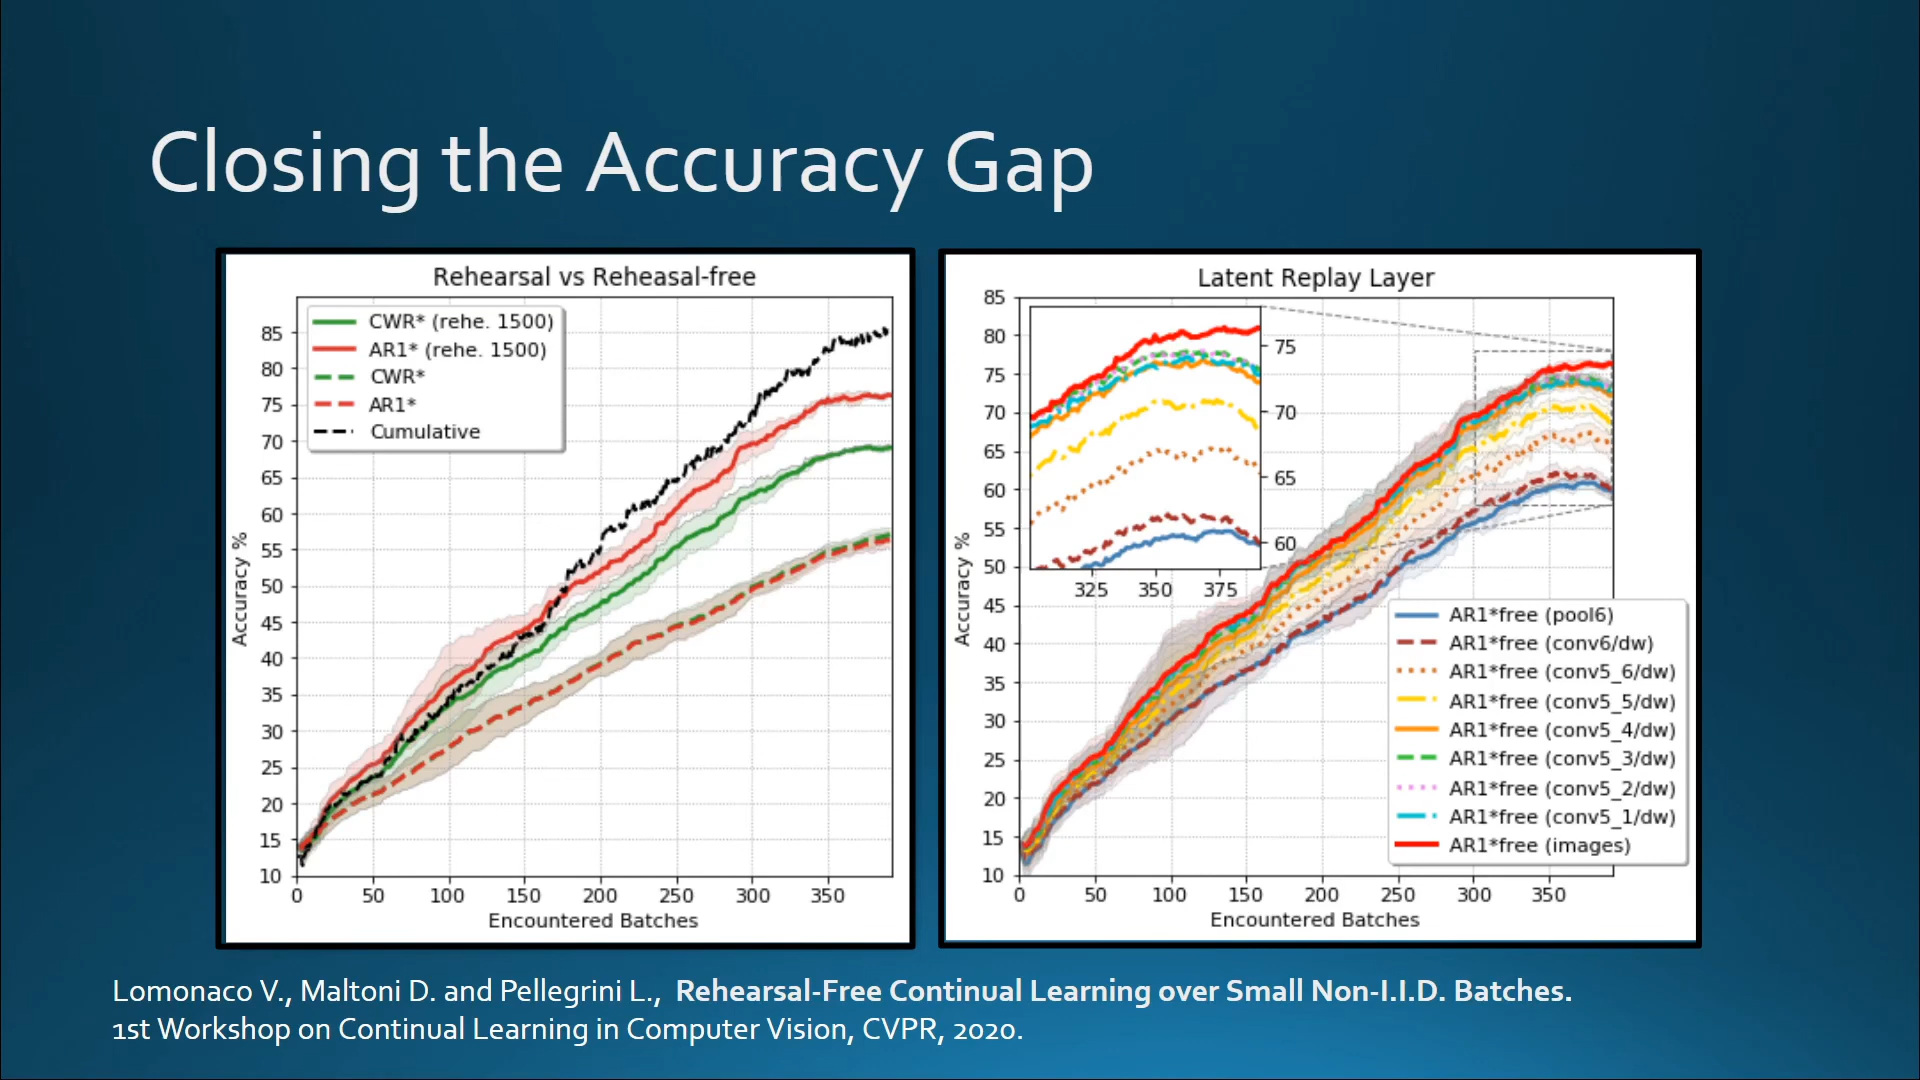 Closing the Accuracy Gap
Rehearsal vs Reheasal-free
CWR* (rehe. 1500)
AR1* (rehe. 1500)
CWR*
AR1*
Cumulative
85
80
75
70
65
60
55
50
45
40
35
30
25
20
15
10
Accuracy %
0 50 100 150 200 250 300 350
Encountered Batches
Latent Replay Layer
85
80
75
70
65
60
55
50
45
40
35
30
25
20
15
10
Accuracy %
75
70
65
60
325 350 375
AR1*free (pool6)
AR1*free (conv6/dw)
AR1*free (conv5_6/dw)
AR1*free (conv5_5/dw)
AR1*free (conv5_4/dw)
AR1*free (conv5_3/dw)
AR1*free (conv5_2/dw)
AR1*free (conv5_1/dw)
AR1*free (images)
0 50 100 150 200 250 300 350
Encountered Batches
Lomonaco V., Maltoni D. and Pellegrini L., Rehearsal-Free Continual Learning over Small Non-I.I.D. Batches.
1st Workshop on Continual Learning in Computer Vision, CVPR, 2020.